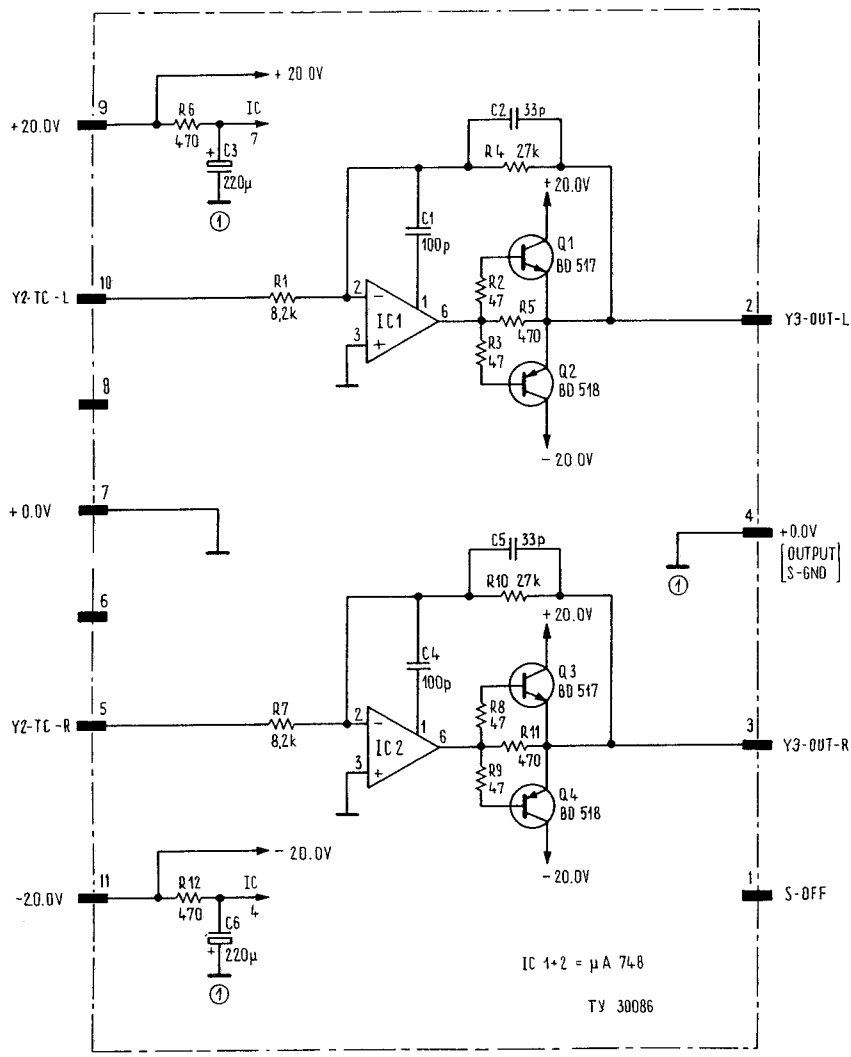 + 20.0V
9
+20.0V
R6
470
IC
7
+
C3
220μ
1
C2
33p
R4
27k
+ 20.0V
C1
100p
Q1
BD 517
Y2-TC-L
10
R1
8,2k
2
−
1
IC1
3
+
6
R2
47
R5
470
R3
47
Q2
BD 518
− 20.0V
2
Y3-OUT-L
8
7
+0.0V
4
+0.0V
[OUTPUT]
[S-GND]
1
6
C5
33p
R10
27k
+ 20.0V
C4
100p
Q3
BD 517
Y2-TC-R
5
R7
8,2k
2
−
1
IC2
3
+
6
R8
47
R11
470
R9
47
Q4
BD 518
− 20.0V
3
Y3-OUT-R
− 20.0V
11
−20.0V
R12
470
IC
4
C6
+
220μ
1
1
S-OFF
IC 1+2 = μA 748
TY 30086